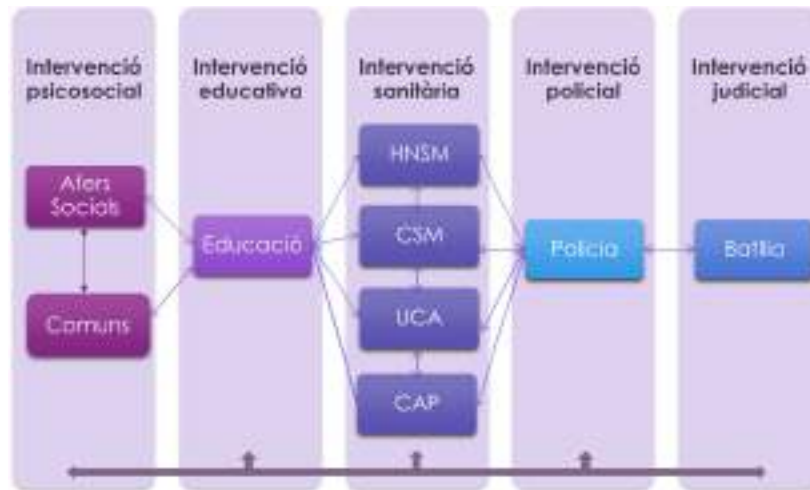 Intervenció
psicosocial
Intervenció
educativa
Intervenció
sanitària
Intervenció
policial
Intervenció
judicial
Afers
Socials
Comuns
Educació
HNSM
CSM
UCA
CAP
Policia
Batllia